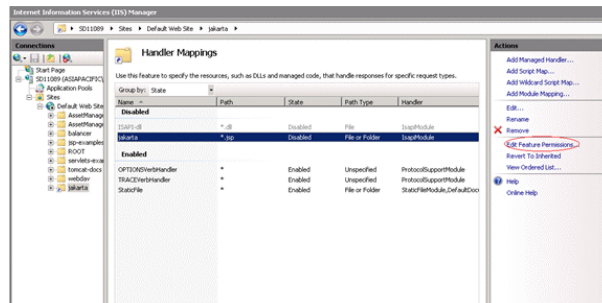 Internet Information Services (IIS) Manager
SD11089 ▸ Sites ▸ Default Web Site ▸ jakarta ▸
Connections
Start Page
SD11089 (ASIAPACIFIC\
Application Pools
Sites
Default Web Site
AssetManag
AssetManag
balancer
jsp-examples
ROOT
servlets-exa
tomcat-docs
webdav
jakarta
Handler Mappings
Use this feature to specify the resources, such as DLLs and managed code, that handle responses for specific request types.
Group by: State
Name Path State Path Type Handler
Disabled
ISAPI-dll *.dll Disabled File IsapiModule
jakarta *.jsp Disabled File or Folder IsapiModule
Enabled
OPTIONSVerbHandler * Enabled Unspecified ProtocolSupportModule
TRACEVerbHandler * Enabled Unspecified ProtocolSupportModule
StaticFile * Enabled File or Folder StaticFileModule,DefaultDoc
Actions
Add Managed Handler...
Add Script Map...
Add Wildcard Script Map...
Add Module Mapping...
Edit...
Rename
Remove
Edit Feature Permissions...
Revert To Inherited
View Ordered List...
Help
Online Help